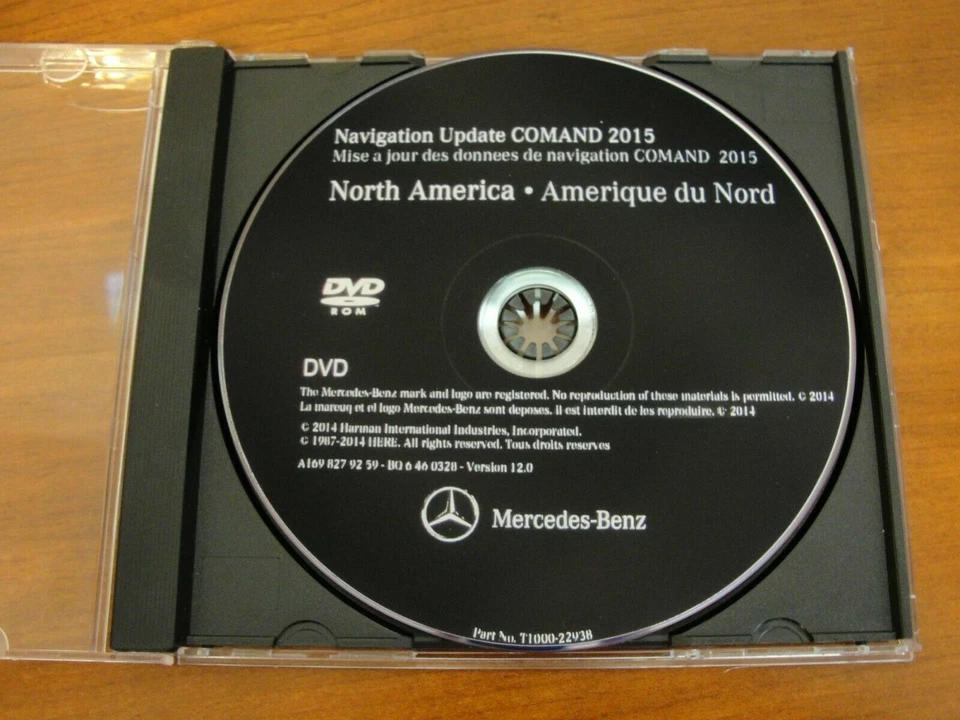 Navigation Update COMAND 2015
Mise a jour des donnees de navigation COMAND 2015
North America • Amerique du Nord
DVD
ROM
DVD
The Mercedes-Benz mark and logo are registered. No reproduction of these materials is permitted. © 2014
La mareuq et el logo Mercedes-Benz sont deposes. il est interdit de les reproduire. © 2014
© 2014 Harman International Industries, Incorporated.
© 1987-2014 HERE. All rights reserved. Tous droits reserves
A169 827 92 59 - BQ 6 46 0328 - Version 12.0
Mercedes-Benz
Part No. T1000-22938